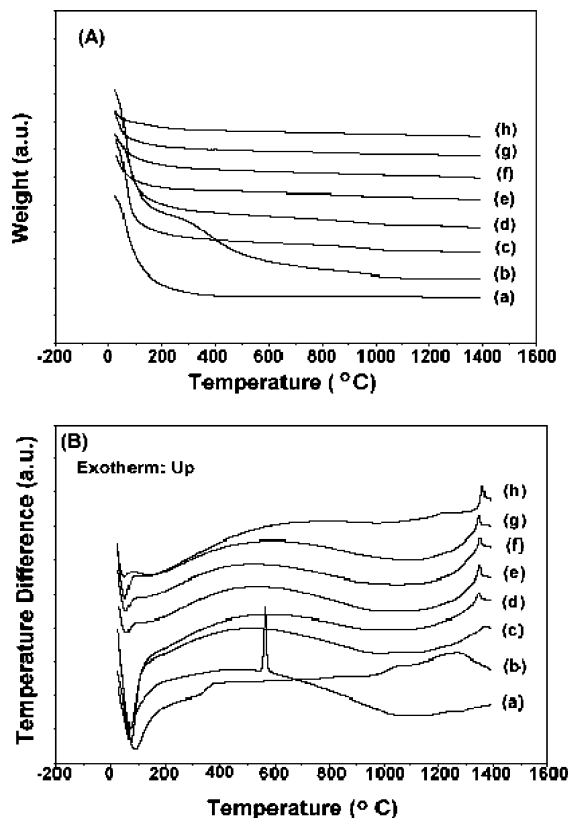 (A)
Weight (a.u.)
(h)
(g)
(f)
(e)
(d)
(c)
(b)
(a)
-200 0 200 400 600 800 1000 1200 1400 1600
Temperature ( °C)
(B)
Exotherm: Up
Temperature Difference (a.u.)
(h)
(g)
(f)
(e)
(d)
(c)
(b)
(a)
-200 0 200 400 600 800 1000 1200 1400 1600
Temperature (° C)